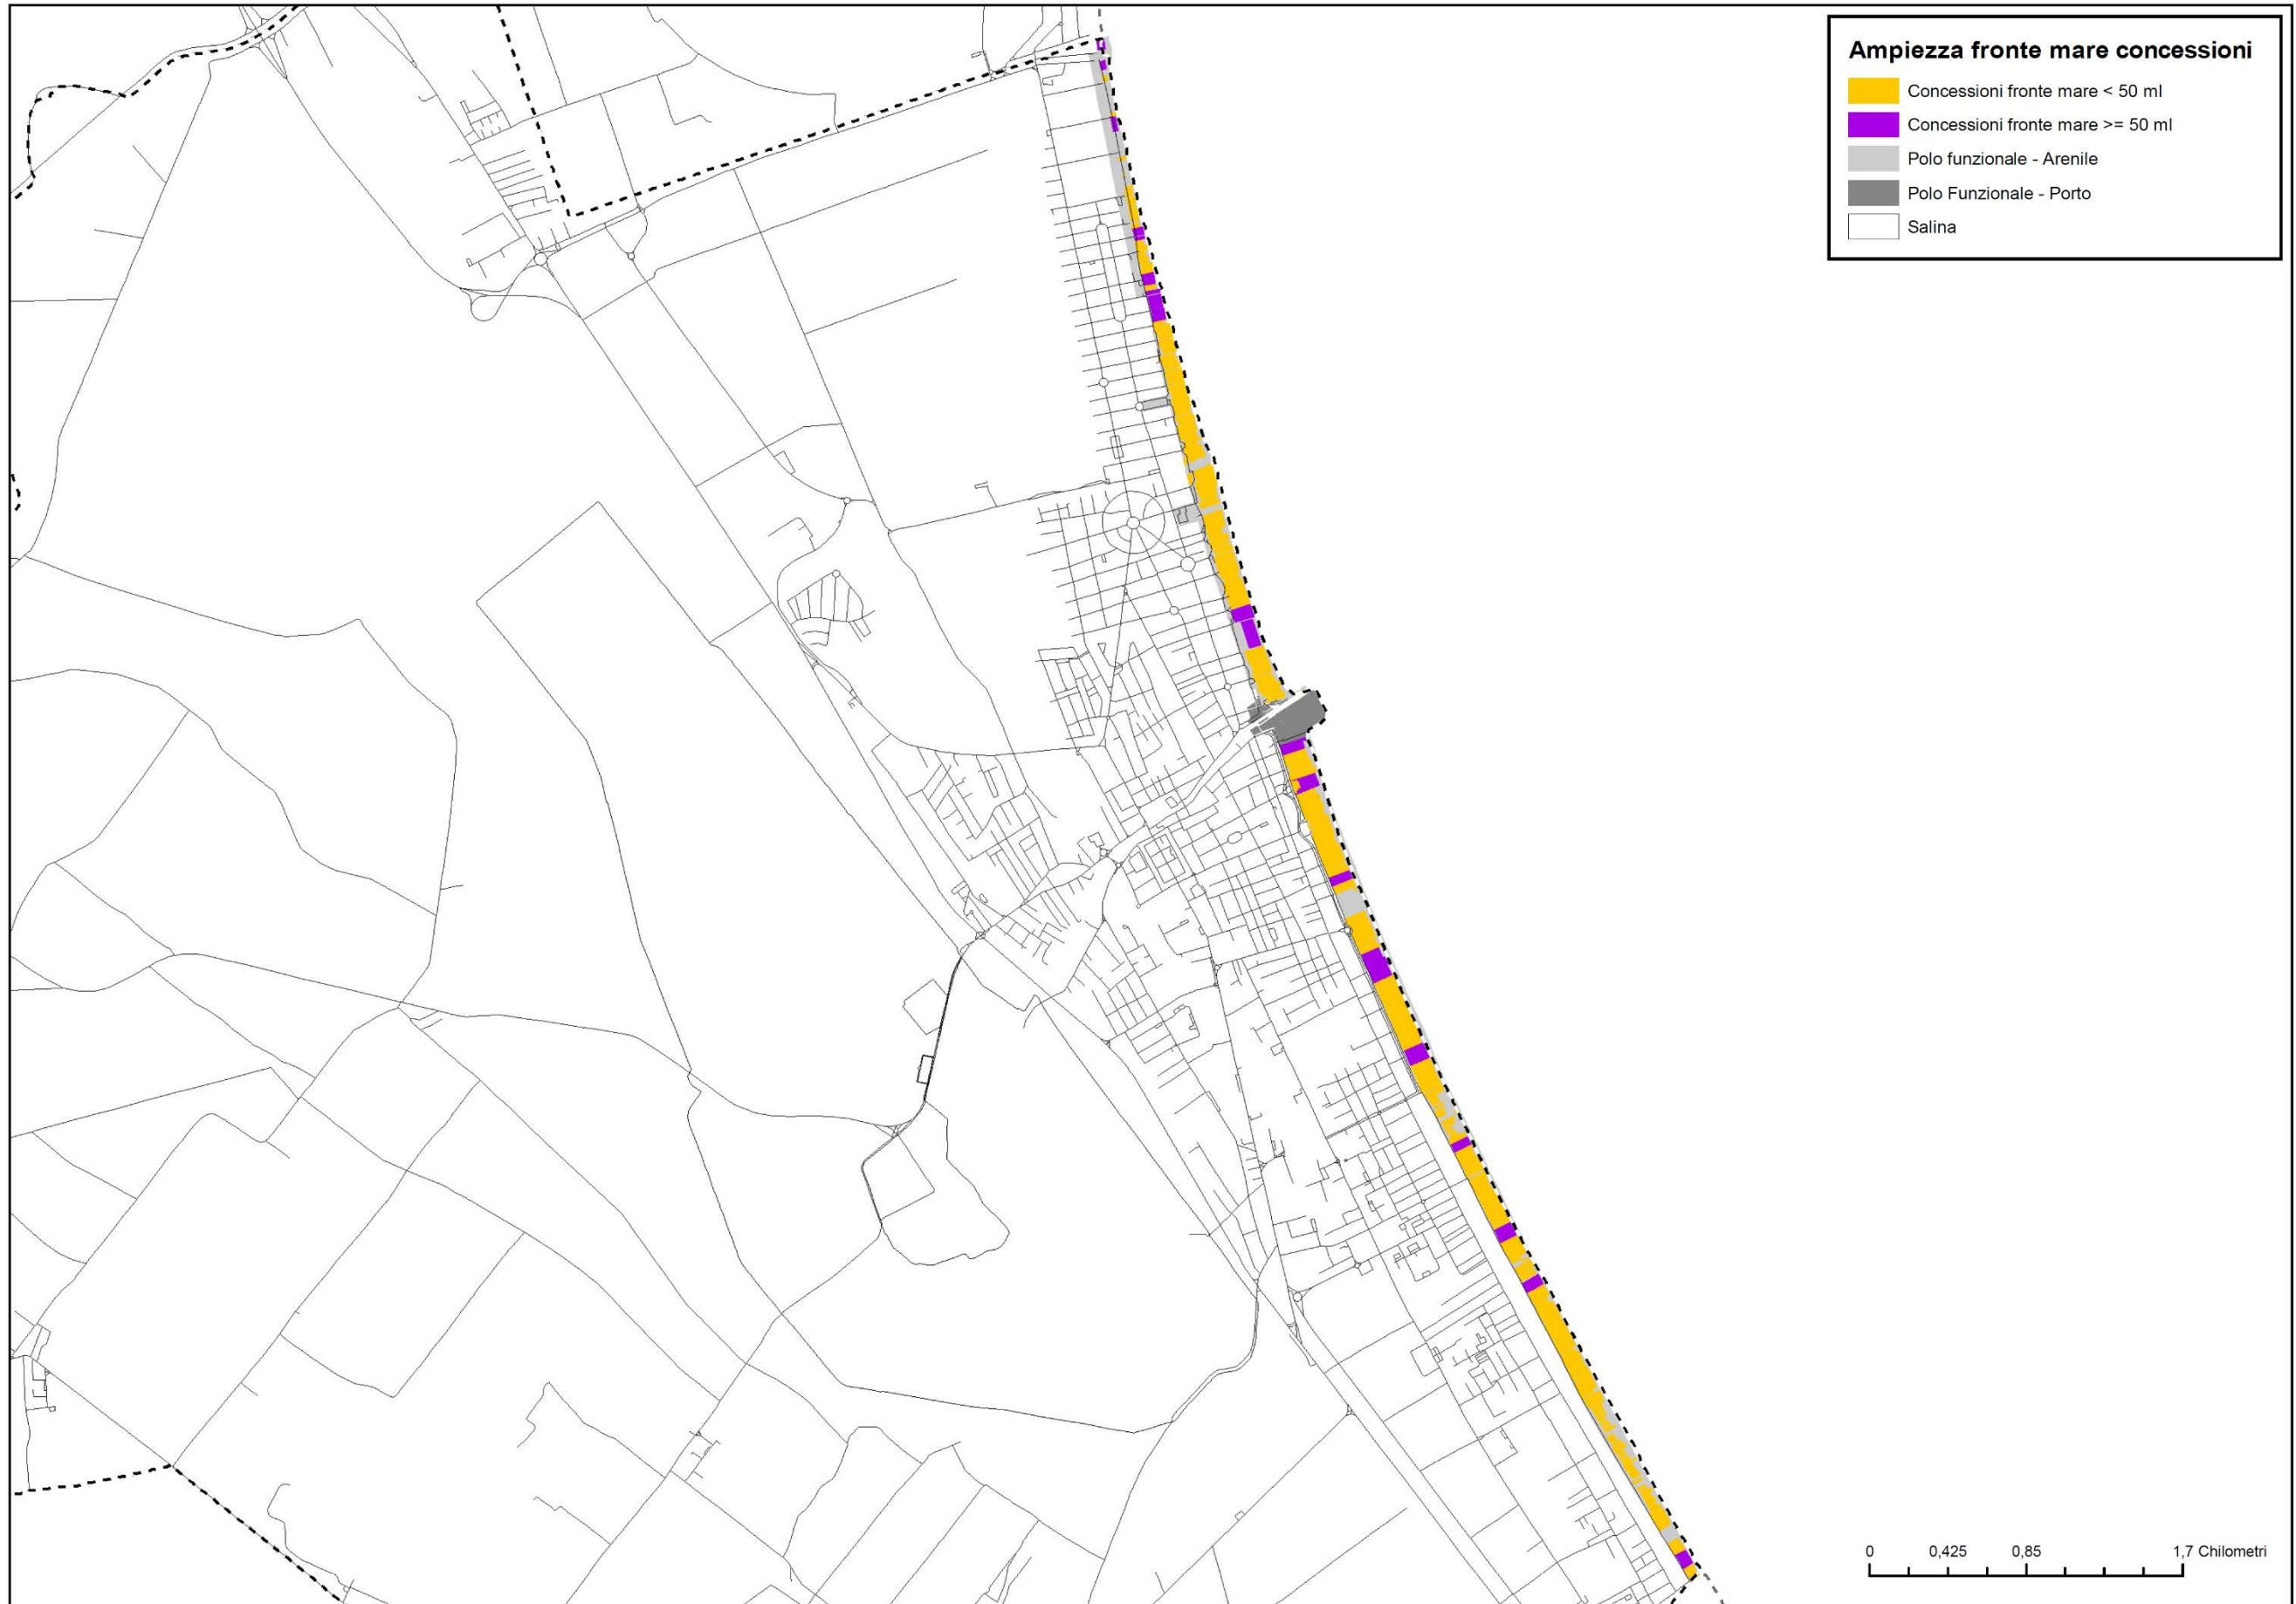 Ampiezza fronte mare concessioni
Concessioni fronte mare < 50 ml
Concessioni fronte mare >= 50 ml
Polo funzionale - Arenile
Polo Funzionale - Porto
Salina
0 0,425 0,85 1,7 Chilometri